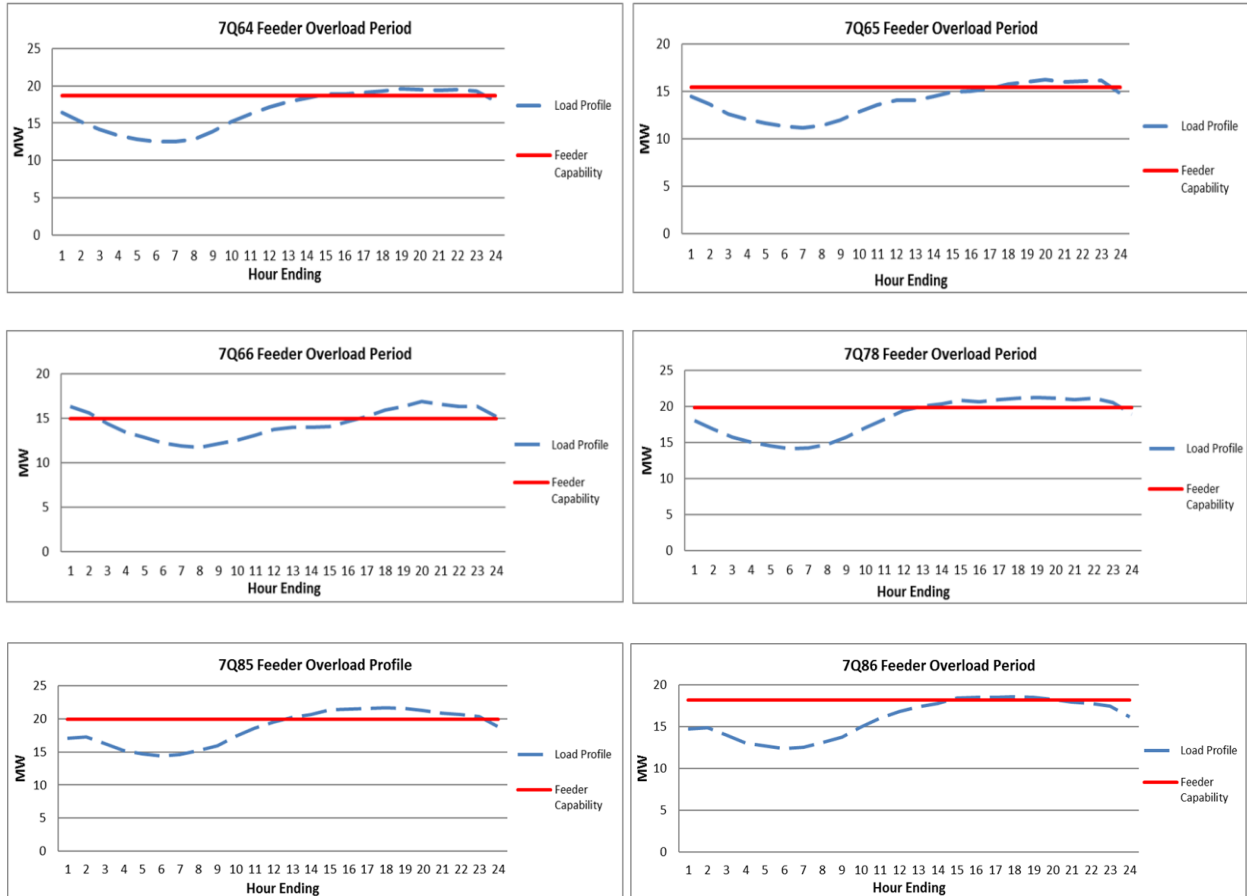 7Q64 Feeder Overload Period
25
20
15
10
5
0
MW
1 2 3 4 5 6 7 8 9 10 11 12 13 14 15 16 17 18 19 20 21 22 23 24
Hour Ending
Load Profile
Feeder
Capability
7Q65 Feeder Overload Period
20
15
10
5
0
MW
1 2 3 4 5 6 7 8 9 10 11 12 13 14 15 16 17 18 19 20 21 22 23 24
Hour Ending
Load Profile
Feeder
Capability
7Q66 Feeder Overload Period
20
15
10
5
0
MW
1 2 3 4 5 6 7 8 9 10 11 12 13 14 15 16 17 18 19 20 21 22 23 24
Hour Ending
Load Profile
Feeder
Capability
7Q78 Feeder Overload Period
25
20
15
10
5
0
MW
1 2 3 4 5 6 7 8 9 10 11 12 13 14 15 16 17 18 19 20 21 22 23 24
Hour Ending
Load Profile
Feeder
Capability
7Q85 Feeder Overload Profile
25
20
15
10
5
0
MW
1 2 3 4 5 6 7 8 9 10 11 12 13 14 15 16 17 18 19 20 21 22 23 24
Hour Ending
Load Profile
Feeder
Capability
7Q86 Feeder Overload Period
20
15
10
5
0
MW
1 2 3 4 5 6 7 8 9 10 11 12 13 14 15 16 17 18 19 20 21 22 23 24
Hour Ending
Load Profile
Feeder
Capability